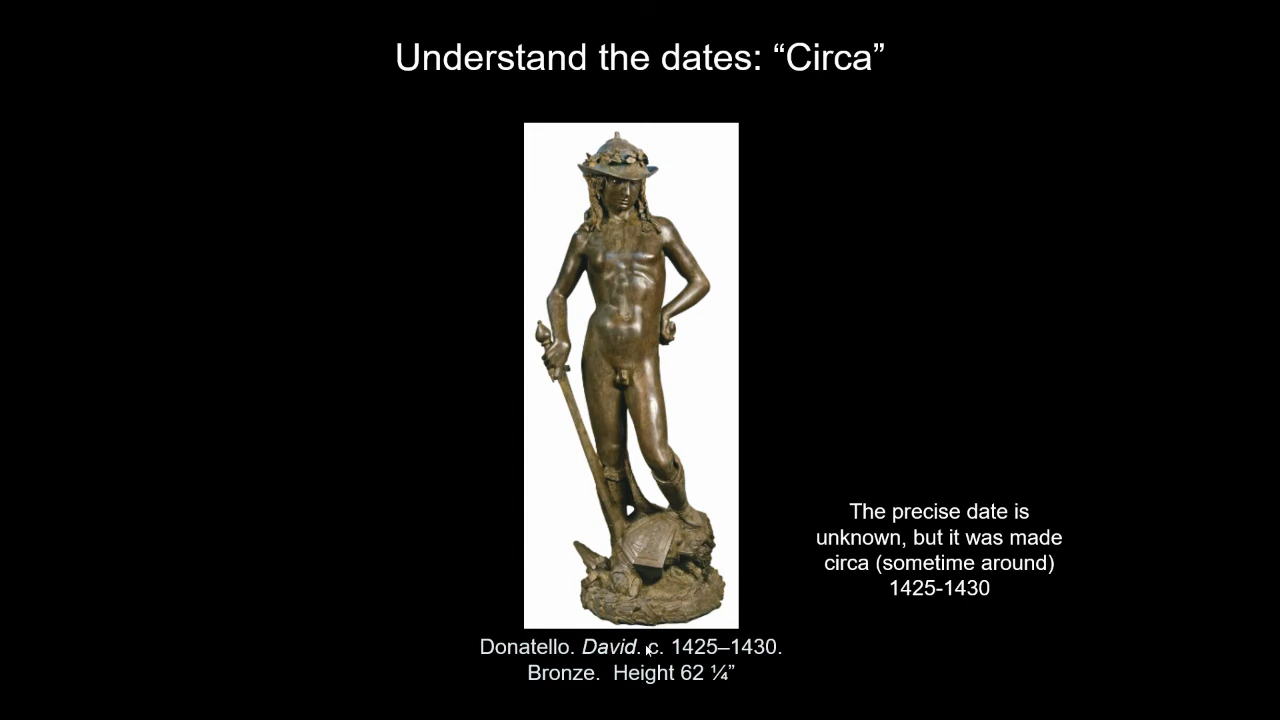 Understand the dates: “Circa”
The precise date is
unknown, but it was made
circa (sometime around)
1425-1430
Donatello. David. c. 1425–1430.
Bronze.  Height 62 ¼”